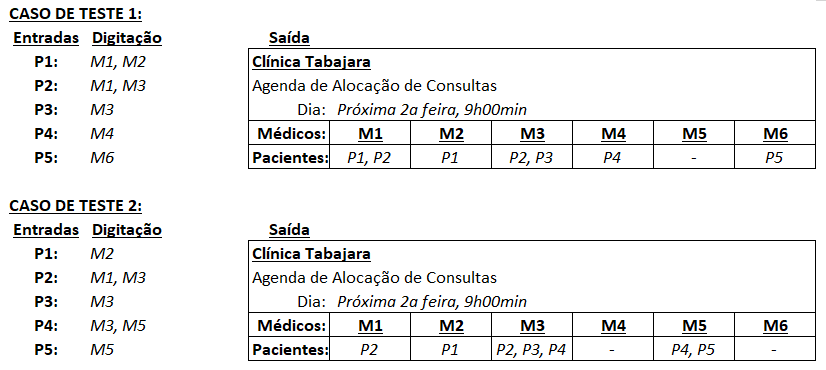 CASO DE TESTE 1:
Entradas Digitação Saída
P1: M1, M2 Clínica Tabajara
P2: M1, M3 Agenda de Alocação de Consultas
P3: M3 Dia: Próxima 2a feira, 9h00min
P4: M4 Médicos: M1 M2 M3 M4 M5 M6
P5: M6 Pacientes: P1, P2 P1 P2, P3 P4 - P5
CASO DE TESTE 2:
Entradas Digitação Saída
P1: M2 Clínica Tabajara
P2: M1, M3 Agenda de Alocação de Consultas
P3: M3 Dia: Próxima 2a feira, 9h00min
P4: M3, M5 Médicos: M1 M2 M3 M4 M5 M6
P5: M5 Pacientes: P2 P1 P2, P3, P4 - P4, P5 -